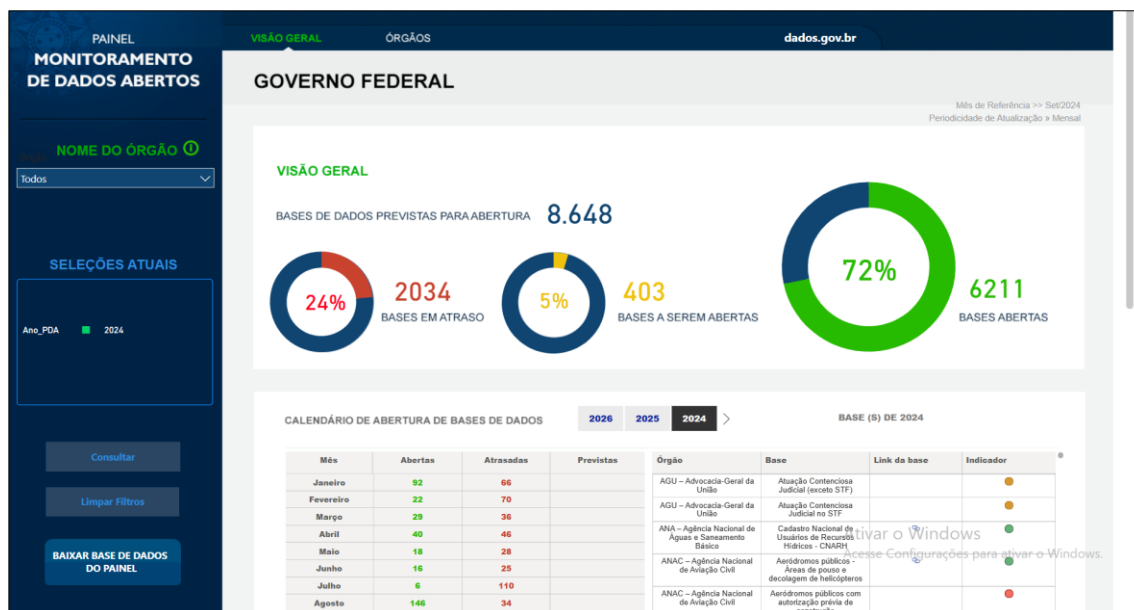 PAINEL
MONITORAMENTO
DE DADOS ABERTOS
NOME DO ÓRGÃO
Todos
SELEÇÕES ATUAIS
Ano_PDA 2024
Consultar
Limpar Filtros
BAIXAR BASE DE DADOS
DO PAINEL
VISÃO GERAL ÓRGÃOS dados.gov.br
GOVERNO FEDERAL
Mês de Referência >> Set/2024
Periodicidade de Atualização » Mensal
VISÃO GERAL
BASES DE DADOS PREVISTAS PARA ABERTURA 8.648
24%
2034
BASES EM ATRASO
5%
403
BASES A SEREM ABERTAS
72%
6211
BASES ABERTAS
CALENDÁRIO DE ABERTURA DE BASES DE DADOS 2026 2025 2024
Mês Abertas Atrasadas Previstas
Janeiro 92 66
Fevereiro 22 70
Março 29 36
Abril 40 46
Maio 18 28
Junho 16 25
Julho 6 110
Agosto 146 34
BASE (S) DE 2024
Órgão Base Link da base Indicador
AGU – Advocacia-Geral da Atuação Contenciosa
União Judicial (exceto STF)
AGU – Advocacia-Geral da Atuação Contenciosa
União Judicial no STF
ANA – Agência Nacional de Cadastro Nacional de
Águas e Saneamento Usuários de Recursos
Básico Hídricos - CNARH
ANAC – Agência Nacional Aeródromos públicos -
de Aviação Civil Áreas de pouso e
decolagem de helicópteros
ANAC – Agência Nacional Aeródromos públicos com
de Aviação Civil autorização prévia de
Ativar o Windows
Acesse Configurações para ativar o Windows.